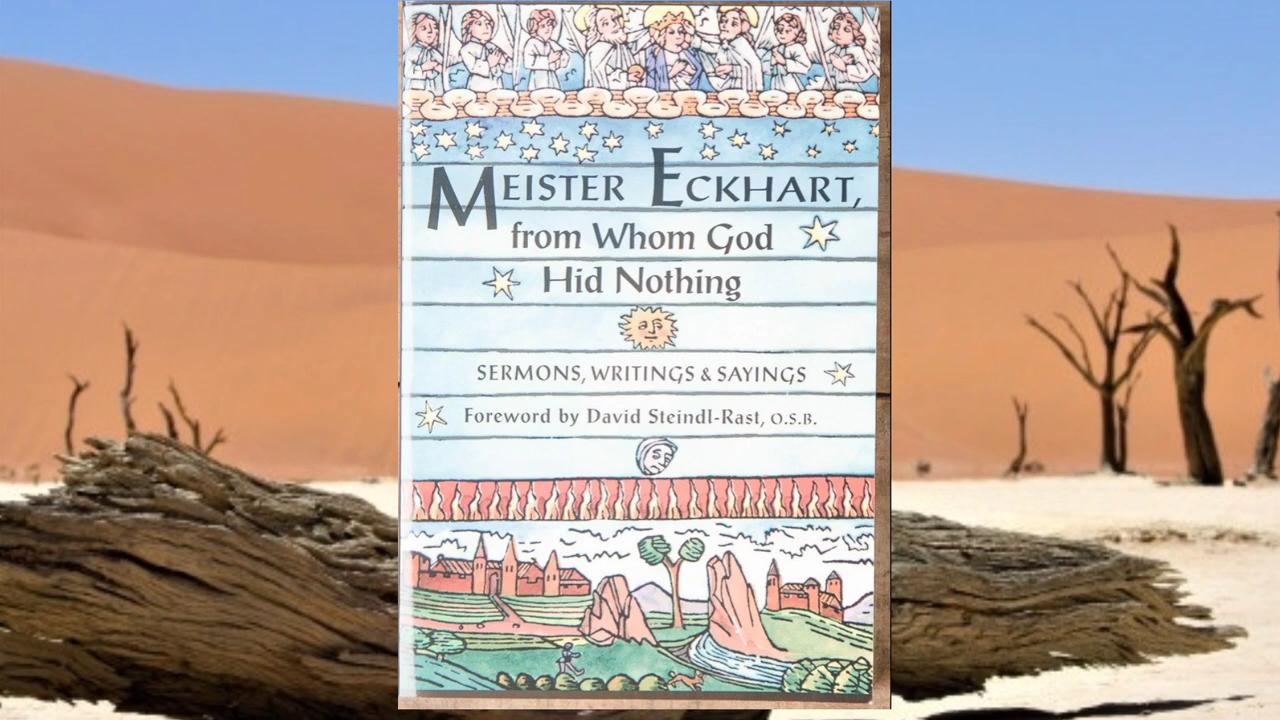 MEISTER ECKHART,
from Whom God
Hid Nothing
SERMONS, WRITINGS & SAYINGS
Foreword by David Steindl-Rast, O.S.B.